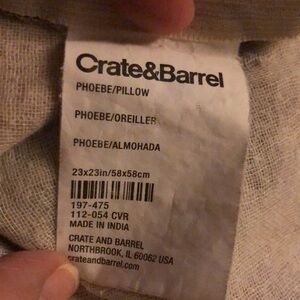 Crate&Barrel
PHOEBE/PILLOW
PHOEBE/OREILLER
PHOEBE/ALMOHADA
23x23in/58x58cm
197-475
112-054 CVR
MADE IN INDIA
CRATE AND BARREL
NORTHBROOK, IL 60062 USA
crateandbarrel.com